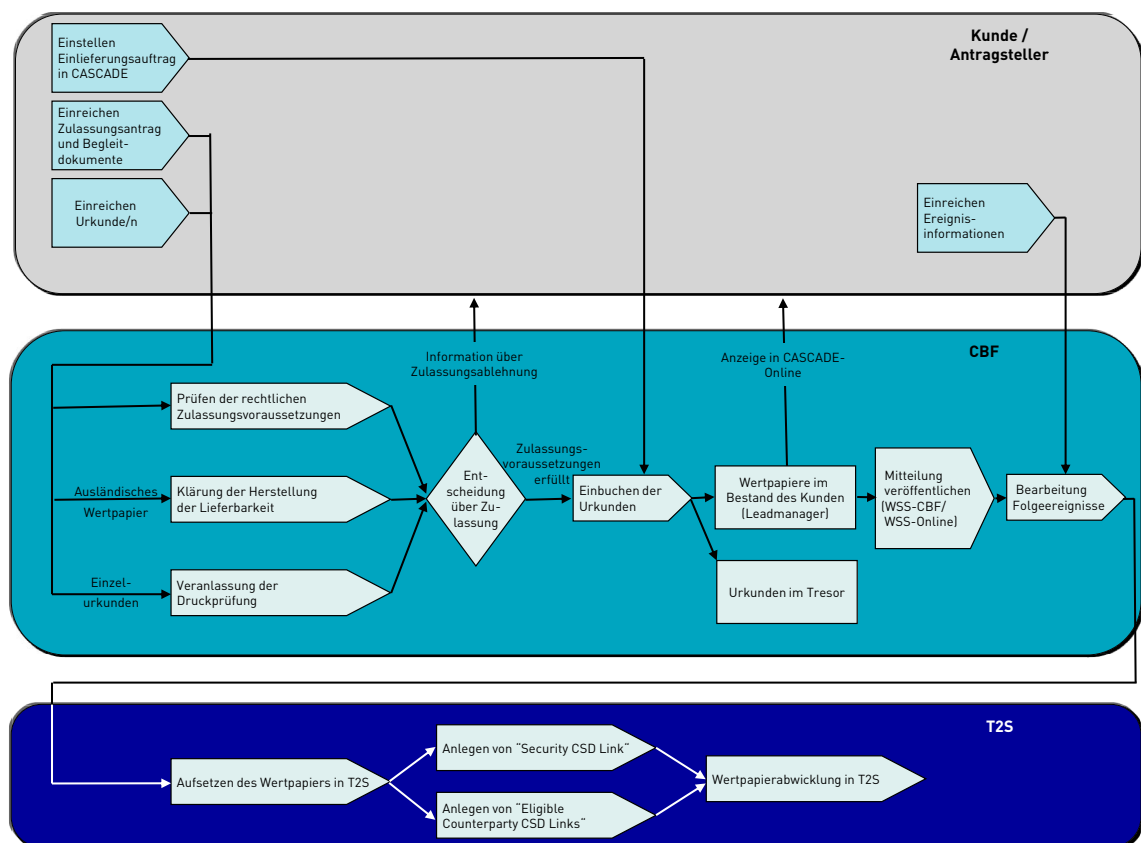 Kunde /
Antragsteller
Einstellen
Einlieferungsauftrag
in CASCADE
Einreichen
Zulassungsantrag
und Begleit-
dokumente
Einreichen
Urkunde/n
Einreichen
Ereignis-
informationen
CBF
Information über
Zulassungsablehnung
Anzeige in CASCADE-
Online
Prüfen der rechtlichen
Zulassungsvoraussetzungen
Ausländisches
Wertpapier
Klärung der Herstellung
der Lieferbarkeit
Einzel-
urkunden
Veranlassung der
Druckprüfung
Ent-
scheidung
über Zu-
lassung
Zulassungs-
voraussetzungen
erfüllt
Einbuchen der
Urkunden
Wertpapiere im
Bestand des Kunden
(Leadmanager)
Urkunden im Tresor
Mitteilung
veröffentlichen
(WSS-CBF/
WSS-Online)
Bearbeitung
Folgeereignisse
T2S
Aufsetzen des Wertpapiers in T2S
Anlegen von "Security CSD Link"
Anlegen von "Eligible
Counterparty CSD Links"
Wertpapierabwicklung in T2S